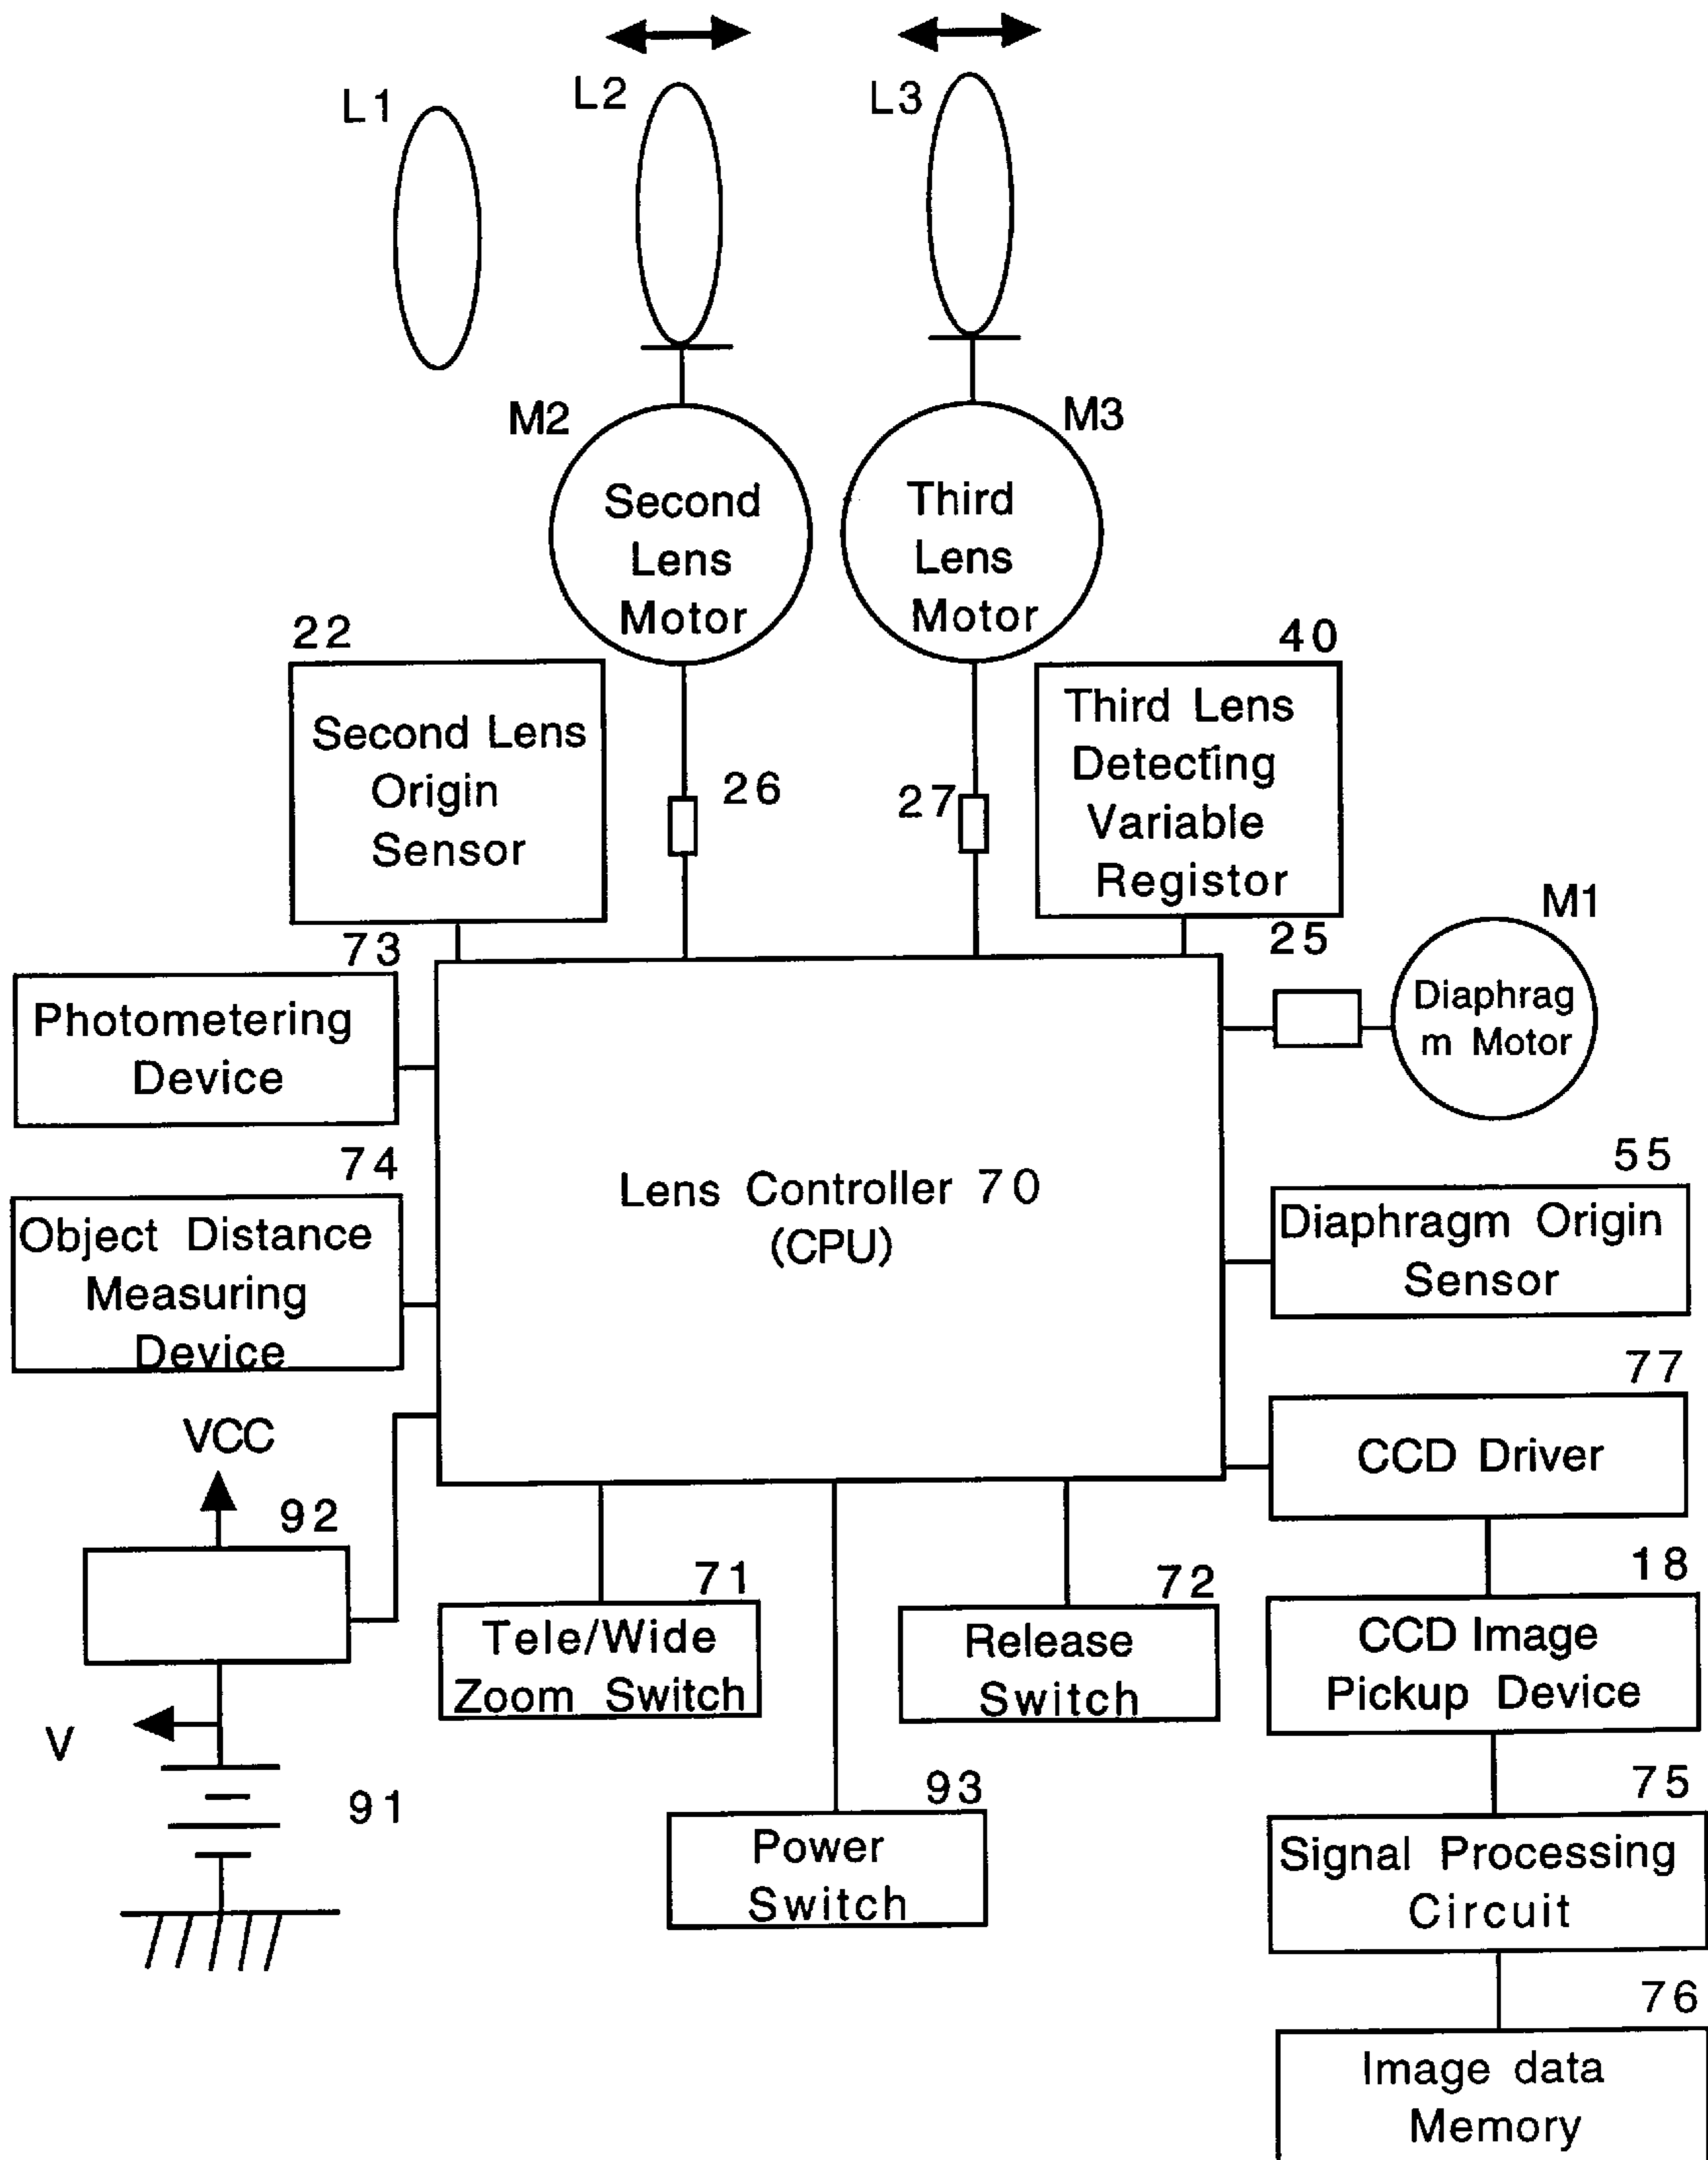 L1
L2
L3
M2
M3
Second
Lens
Motor
Third
Lens
Motor
22
Second Lens
Origin
Sensor
26
27
40
Third Lens
Detecting
Variable
Registor
25
M1
Diaphrag
m Motor
73
Photometering
Device
74
Object Distance
Measuring
Device
Lens Controller 70
(CPU)
55
Diaphragm Origin
Sensor
77
CCD Driver
VCC
92
V
91
71
Tele/Wide
Zoom Switch
72
Release
Switch
93
Power
Switch
18
CCD Image
Pickup Device
75
Signal Processing
Circuit
76
Image data
Memory